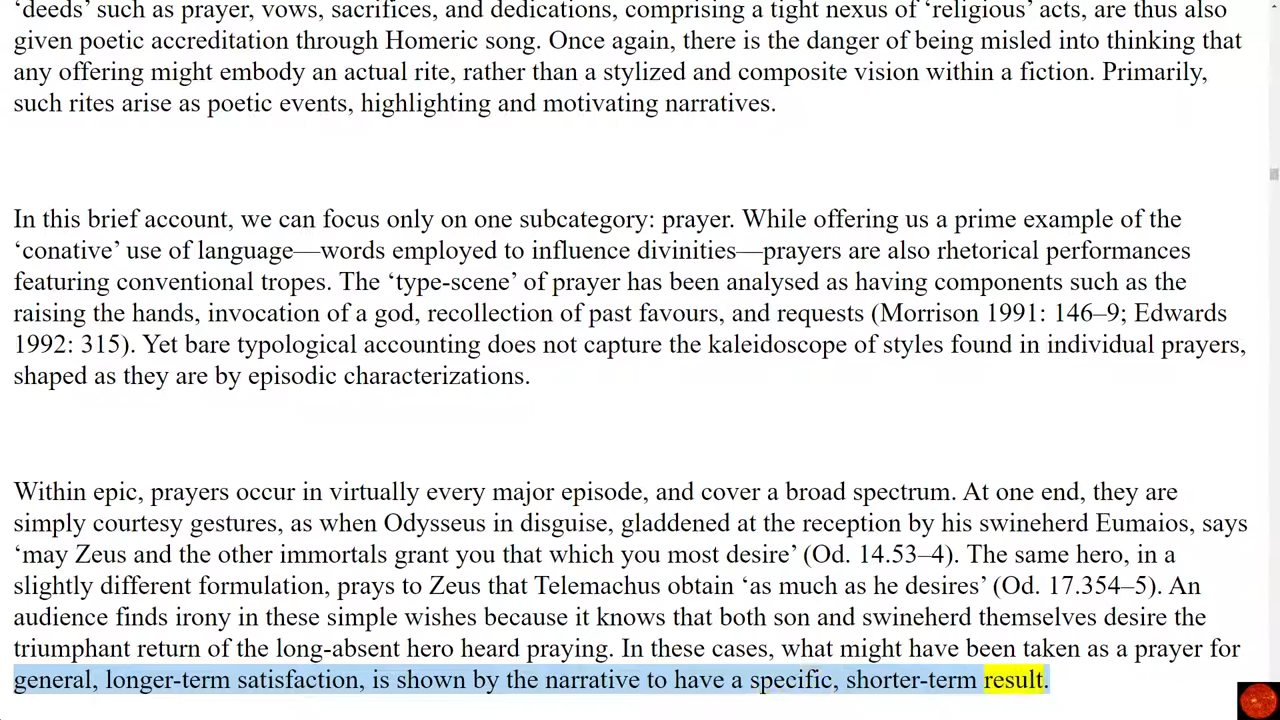 ‘deeds’ such as prayer, vows, sacrifices, and dedications, comprising a tight nexus of ‘religious’ acts, are thus also
given poetic accreditation through Homeric song. Once again, there is the danger of being misled into thinking that
any offering might embody an actual rite, rather than a stylized and composite vision within a fiction. Primarily,
such rites arise as poetic events, highlighting and motivating narratives.
In this brief account, we can focus only on one subcategory: prayer. While offering us a prime example of the
‘conative’ use of language—words employed to influence divinities—prayers are also rhetorical performances
featuring conventional tropes. The ‘type-scene’ of prayer has been analysed as having components such as the
raising the hands, invocation of a god, recollection of past favours, and requests (Morrison 1991: 146–9; Edwards
1992: 315). Yet bare typological accounting does not capture the kaleidoscope of styles found in individual prayers,
shaped as they are by episodic characterizations.
Within epic, prayers occur in virtually every major episode, and cover a broad spectrum. At one end, they are
simply courtesy gestures, as when Odysseus in disguise, gladdened at the reception by his swineherd Eumaios, says
‘may Zeus and the other immortals grant you that which you most desire’ (Od. 14.53–4). The same hero, in a
slightly different formulation, prays to Zeus that Telemachus obtain ‘as much as he desires’ (Od. 17.354–5). An
audience finds irony in these simple wishes because it knows that both son and swineherd themselves desire the
triumphant return of the long-absent hero heard praying. In these cases, what might have been taken as a prayer for
general, longer-term satisfaction, is shown by the narrative to have a specific, shorter-term result.